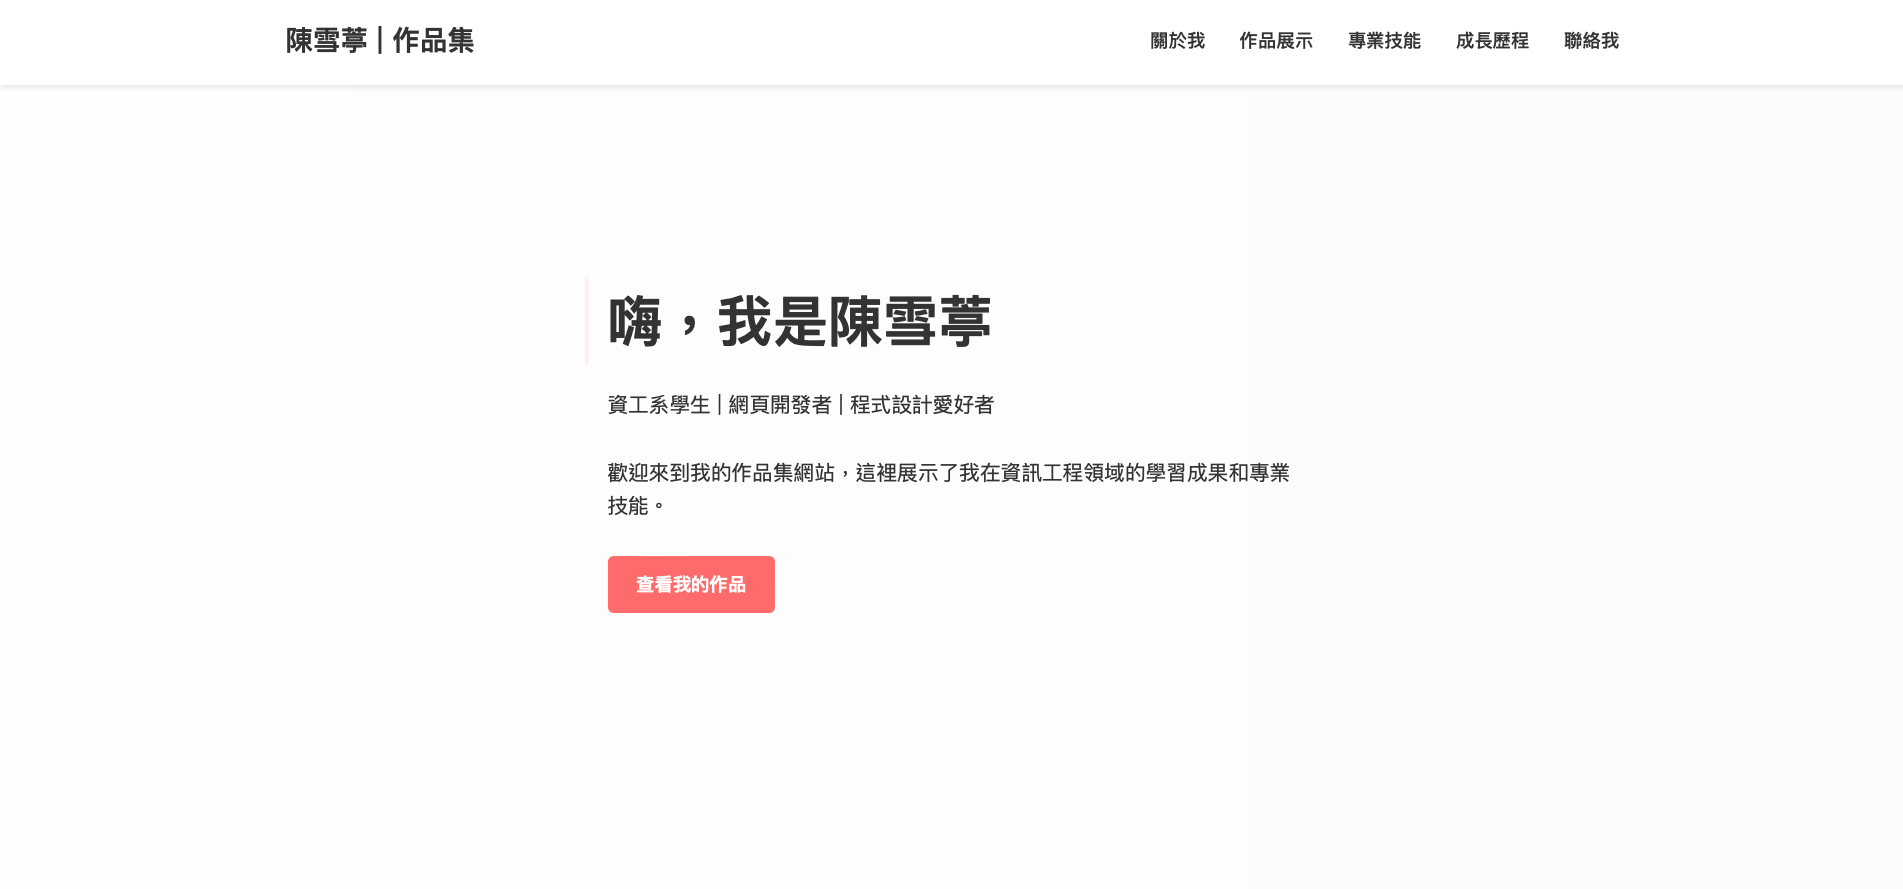 陳雪葶 | 作品集
關於我
作品展示
專業技能
成長歷程
聯絡我
嗨，我是陳雪葶
資工系學生 | 網頁開發者 | 程式設計愛好者
歡迎來到我的作品集網站，這裡展示了我在資訊工程領域的學習成果和專業
技能。
查看我的作品